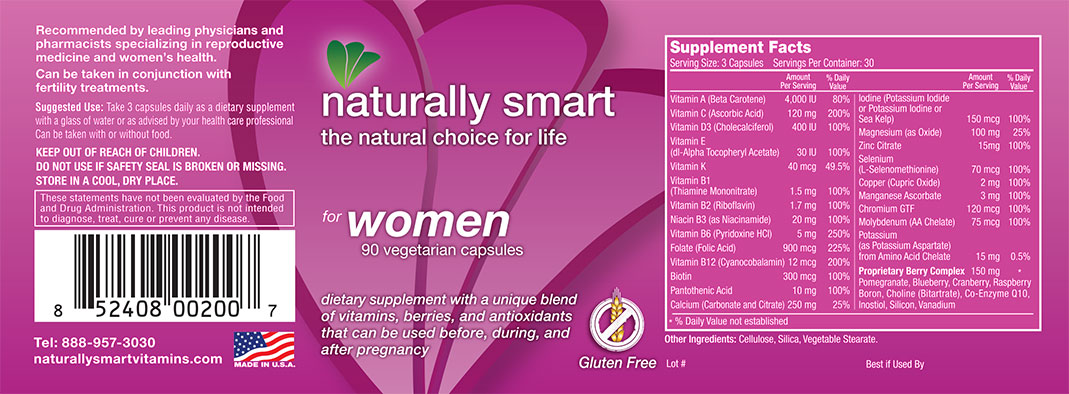 Recommended by leading physicians and
pharmacists specializing in reproductive
medicine and women's health.
Can be taken in conjunction with
fertility treatments.
Suggested Use: Take 3 capsules daily as a dietary supplement
with a glass of water or as advised by your health care professional
Can be taken with or without food.
KEEP OUT OF REACH OF CHILDREN.
DO NOT USE IF SAFETY SEAL IS BROKEN OR MISSING.
STORE IN A COOL, DRY PLACE.
These statements have not been evaluated by the Food
and Drug Administration. This product is not intended
to diagnose, treat, cure or prevent any disease.
8 52408 00200 7
Tel: 888-957-3030
naturallysmartvitamins.com
MADE IN U.S.A.
naturally smart
the natural choice for life
for women
90 vegetarian capsules
dietary supplement with a unique blend
of vitamins, berries, and antioxidants
that can be used before, during, and
after pregnancy
Gluten Free
Supplement Facts
Serving Size: 3 Capsules Servings Per Container: 30
Amount Per Serving % Daily Value
Vitamin A (Beta Carotene) 4,000 IU 80%
Vitamin C (Ascorbic Acid) 120 mg 200%
Vitamin D3 (Cholecalciferol) 400 IU 100%
Vitamin E
(dl-Alpha Tocopheryl Acetate) 30 IU 100%
Vitamin K 40 mcg 49.5%
Vitamin B1
(Thiamine Mononitrate) 1.5 mg 100%
Vitamin B2 (Riboflavin) 1.7 mg 100%
Niacin B3 (as Niacinamide) 20 mg 100%
Vitamin B6 (Pyridoxine HCl) 5 mg 250%
Folate (Folic Acid) 900 mcg 225%
Vitamin B12 (Cyanocobalamin) 12 mcg 200%
Biotin 300 mcg 100%
Pantothenic Acid 10 mg 100%
Calcium (Carbonate and Citrate) 250 mg 25%
Amount Per Serving % Daily Value
Iodine (Potassium Iodide
or Potassium Iodine or
Sea Kelp) 150 mcg 100%
Magnesium (as Oxide) 100 mg 25%
Zinc Citrate 15mg 100%
Selenium
(L-Selenomethionine) 70 mcg 100%
Copper (Cupric Oxide) 2 mg 100%
Manganese Ascorbate 3 mg 100%
Chromium GTF 120 mcg 100%
Molybdenum (AA Chelate) 75 mcg 100%
Potassium
(as Potassium Aspartate)
from Amino Acid Chelate 15 mg 0.5%
Proprietary Berry Complex 150 mg *
Pomegranate, Blueberry, Cranberry, Raspberry
Boron, Choline (Bitartrate), Co-Enzyme Q10,
Inostiol, Silicon, Vanadium
* % Daily Value not established
Other Ingredients: Cellulose, Silica, Vegetable Stearate.
Lot # Best if Used By